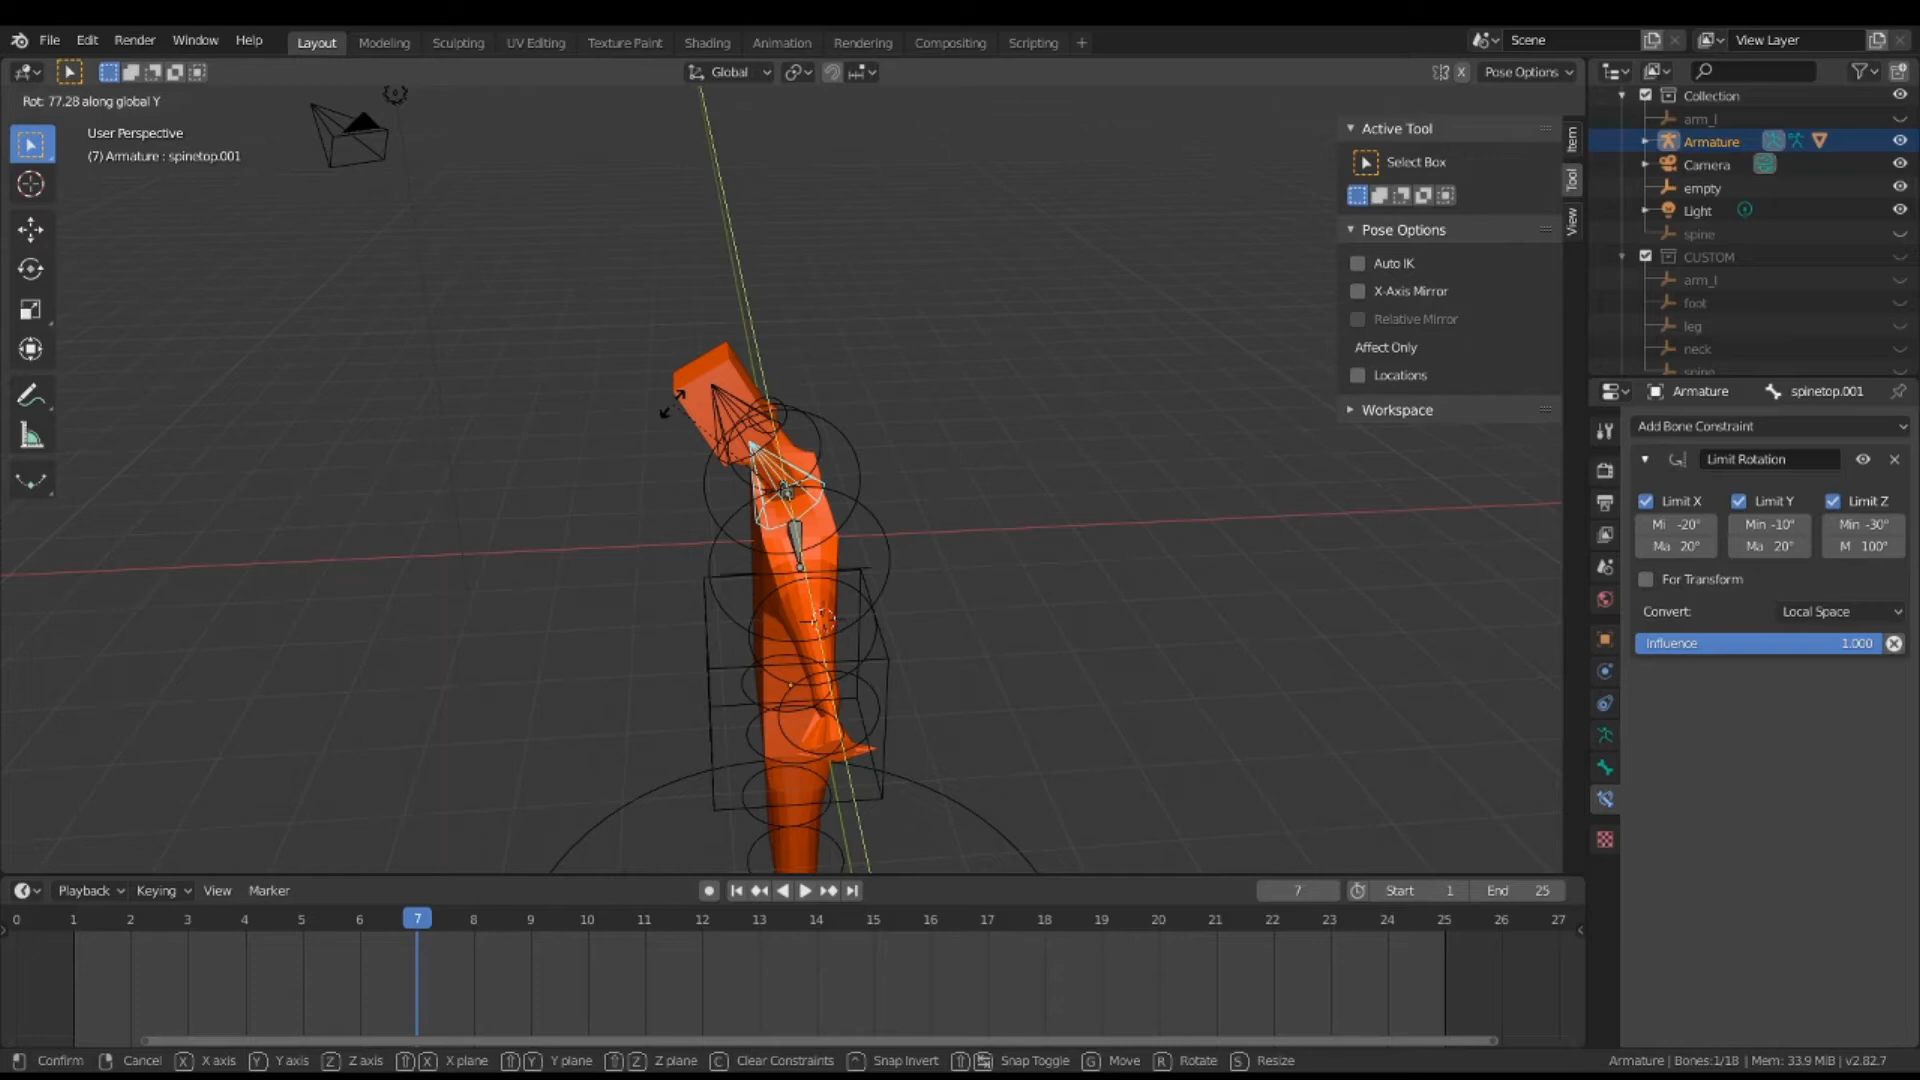 File Edit Render Window Help Layout Modeling Sculpting UV Editing Texture Paint Shading Animation Rendering Compositing Scripting + Scene View Layer
Global X Pose Options
Rot: 77.28 along global Y
User Perspective
(7) Armature : spinetop.001
Active Tool
Select Box
Pose Options
Auto IK
X-Axis Mirror
Relative Mirror
Affect Only
Locations
Workspace
Item
Tool
View
Collection
arm_l
Armature
Camera
empty
Light
spine
CUSTOM
arm_l
foot
leg
neck
spine
Armature spinetop.001
Add Bone Constraint
Limit Rotation
Limit X Limit Y Limit Z
Mi -20° Min -10° Min -30°
Ma 20° Ma 20° M 100°
For Transform
Convert: Local Space
Influence 1.000
Playback Keying View Marker 7 Start 1 End 25
0 1 2 3 4 5 6 7 8 9 10 11 12 13 14 15 16 17 18 19 20 21 22 23 24 25 26 27
Confirm Cancel X X axis Y Y axis Z Z axis X X plane Y Y plane Z Z plane C Clear Constraints Snap Invert Snap Toggle G Move R Rotate S Resize Armature | Bones:1/18 | Mem: 33.9 MiB | v2.82.7